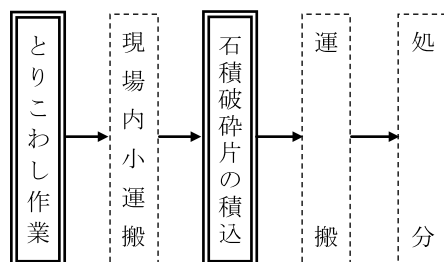 とりこわし作業
現場内小運搬
石積破砕片の積込
運搬
処分